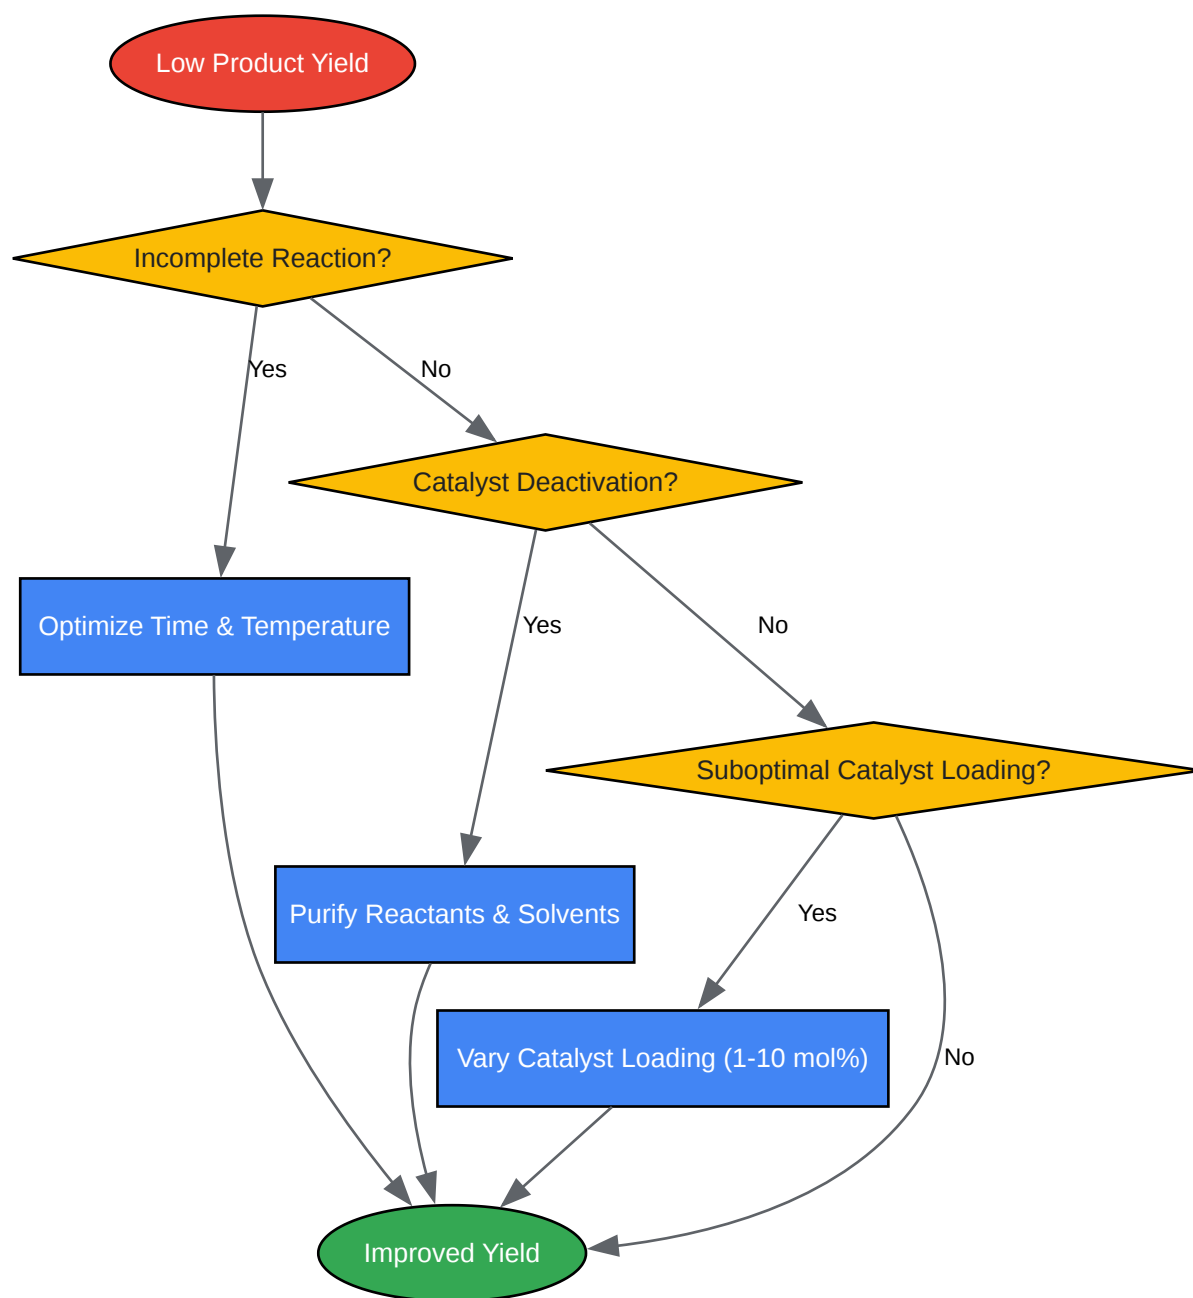 Low Product Yield
Incomplete Reaction?
Yes
No
Catalyst Deactivation?
Optimize Time & Temperature
Yes
No
Suboptimal Catalyst Loading?
Purify Reactants & Solvents
Yes
Vary Catalyst Loading (1-10 mol%)
No
Improved Yield